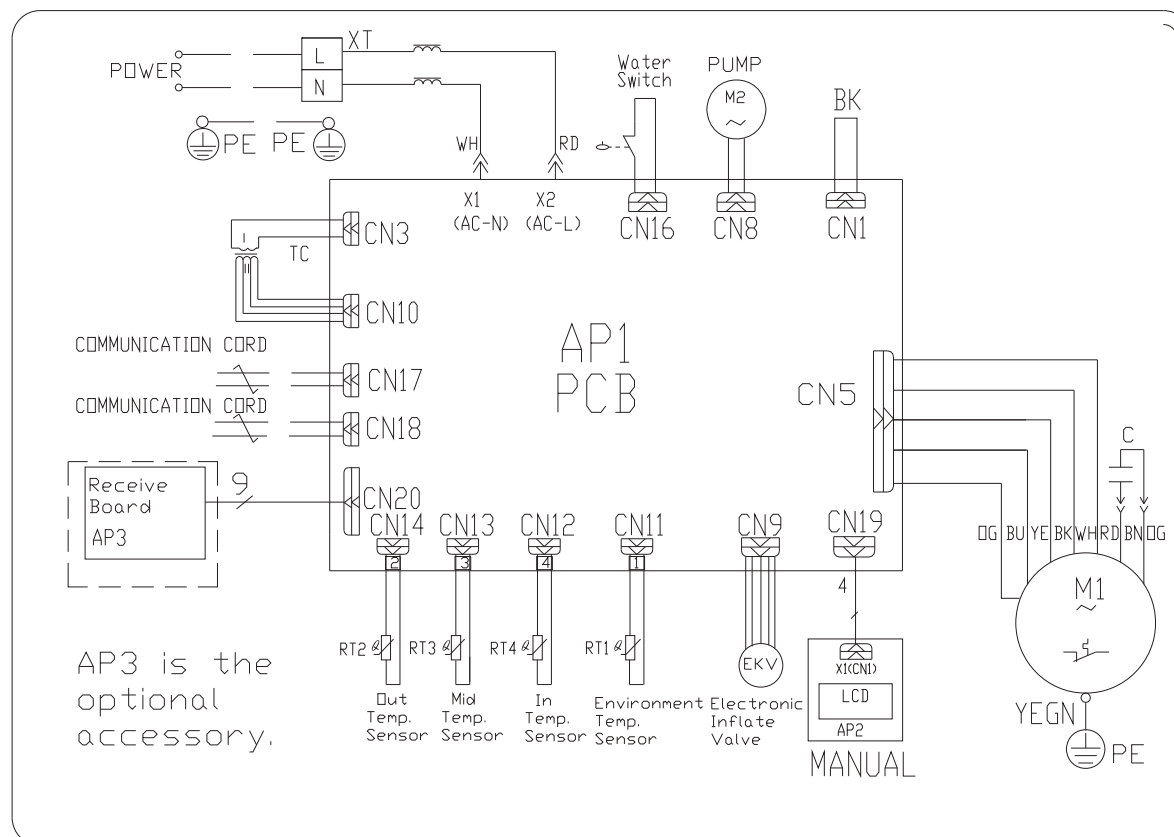 XT
L
N
POWER
PE PE
WH
RD
X1
(AC-N)
X2
(AC-L)
Water
Switch
PUMP
M2
~
BK
CN16
CN8
CN1
CN3
I
II
TC
CN10
COMMUNICATION CORD
CN17
COMMUNICATION CORD
CN18
AP1
PCB
CN5
Receive
Board
AP3
9
CN20
CN14
CN13
CN12
CN11
CN9
CN19
2
3
4
1
4
RT2
RT3
RT4
RT1
EKV
X1(CN1)
LCD
AP2
MANUAL
Out
Temp.
Sensor
Mid
Temp.
Sensor
In
Temp.
Sensor
Environment
Temp.
Sensor
Electronic
Inflate
Valve
C
OG BU YE BK WH RD BN OG
M1
~
YEGN
PE
AP3 is the
optional
accessory.